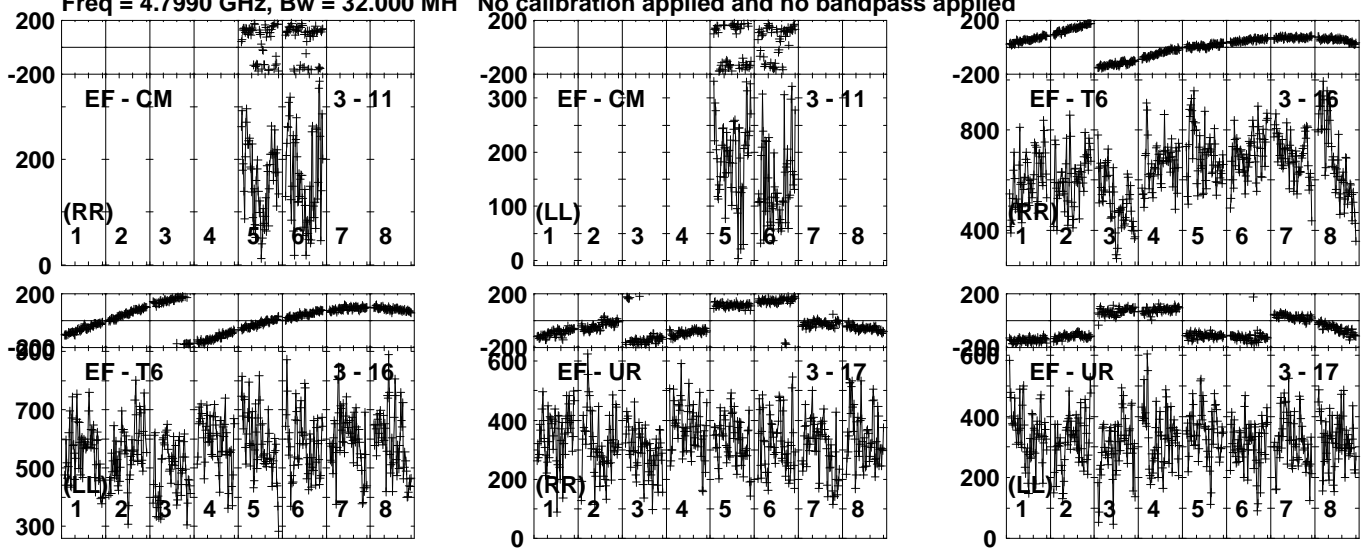 Freq = 4.7990 GHz, Bw = 32.000 MH No calibration applied and no bandpass applied
200
-200
EF - CM 3 - 11
200
(RR)
1 2 3 4 5 6 7 8
0
200
-200
EF - CM 3 - 11
300
200
100
(LL)
1 2 3 4 5 6 7 8
0
200
-200
EF - T6 3 - 16
800
(RR)
400
1 2 3 4 5 6 7 8
200
-200
900
EF - T6 3 - 16
700
500
(LL)
1 2 3 4 5 6 7 8
300
200
-200
600
EF - UR 3 - 17
400
200
(RR)
1 2 3 4 5 6 7 8
0
200
-200
600
EF - UR 3 - 17
400
200
(LL)
1 2 3 4 5 6 7 8
0